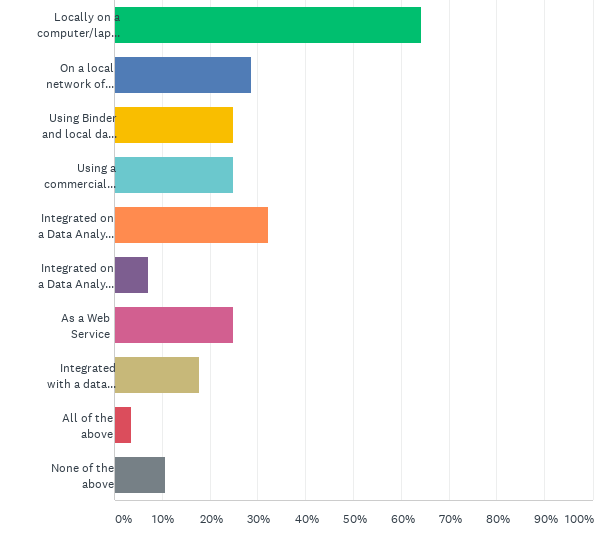 Locally on a
computer/lap...
On a local
network of...
Using Binder
and local da...
Using a
commercial...
Integrated on
a Data Analy...
Integrated on
a Data Analy...
As a Web
Service
Integrated
with a data...
All of the
above
None of the
above
0% 10% 20% 30% 40% 50% 60% 70% 80% 90% 100%